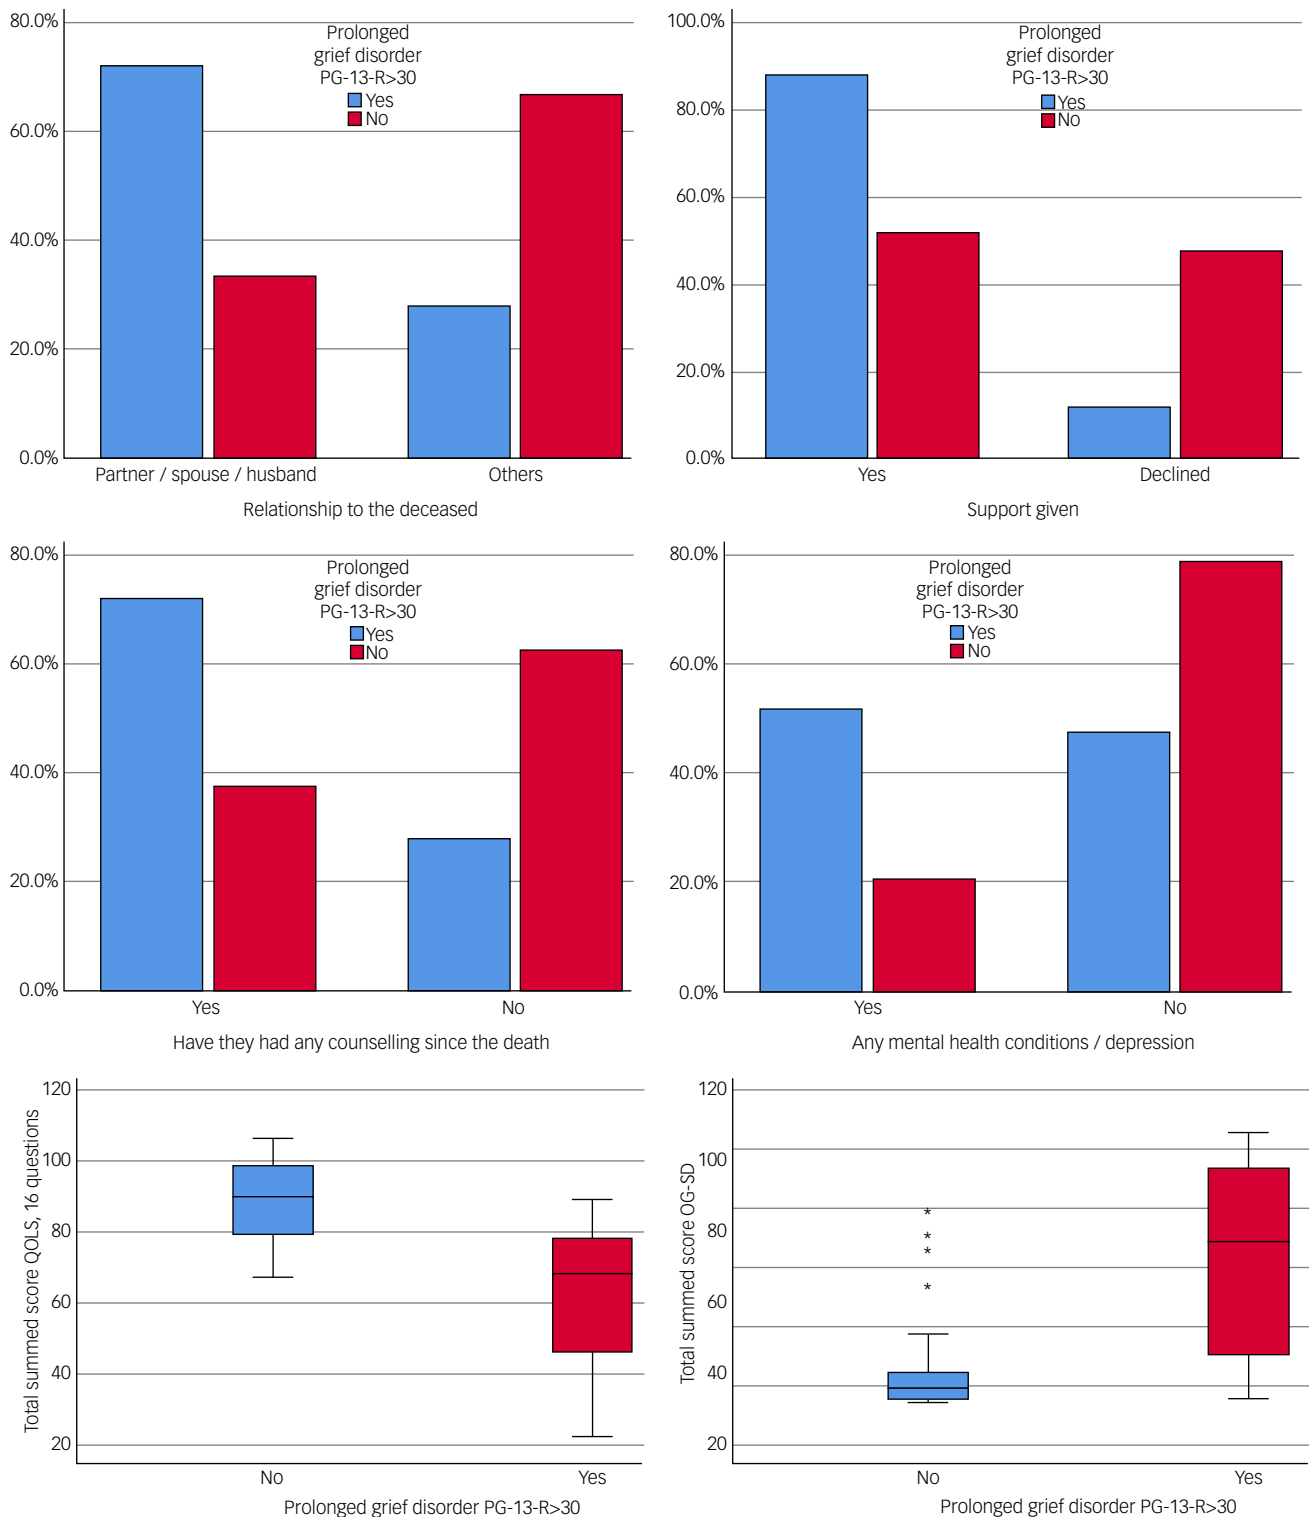 80.0%
60.0%
40.0%
20.0%
0.0%
Prolonged
grief disorder
PG-13-R>30
Yes
No
Partner / spouse / husband
Others
Relationship to the deceased
100.0%
80.0%
60.0%
40.0%
20.0%
0.0%
Prolonged
grief disorder
PG-13-R>30
Yes
No
Yes
Declined
Support given
80.0%
60.0%
40.0%
20.0%
0.0%
Prolonged
grief disorder
PG-13-R>30
Yes
No
Yes
No
Have they had any counselling since the death
80.0%
60.0%
40.0%
20.0%
0.0%
Prolonged
grief disorder
PG-13-R>30
Yes
No
Yes
No
Any mental health conditions / depression
Total summed score QOLS, 16 questions
120
100
80
60
40
20
No
Yes
Prolonged grief disorder PG-13-R>30
Total summed score OG-SD
120
100
80
60
40
20
*
*
*
*
No
Yes
Prolonged grief disorder PG-13-R>30